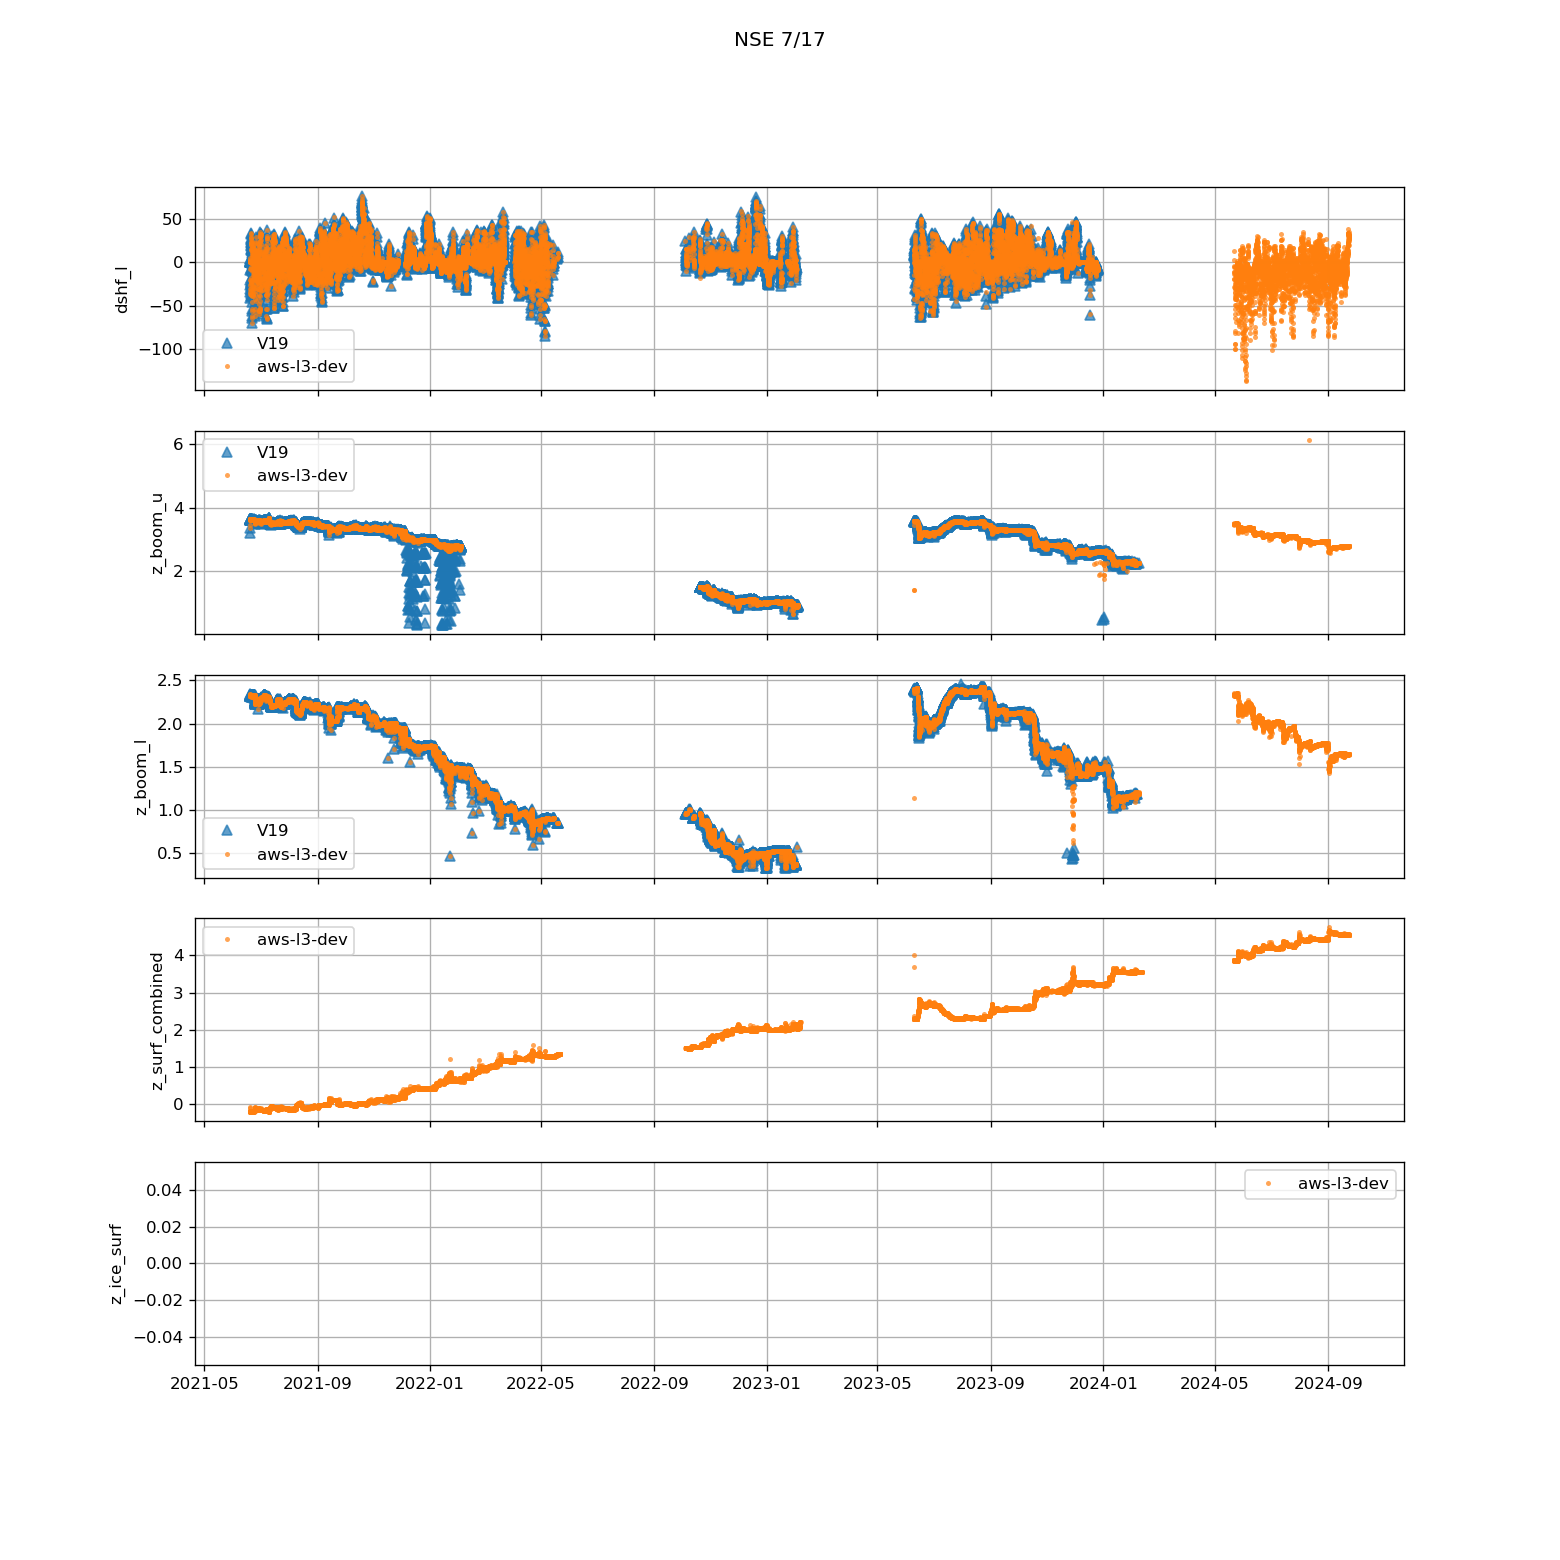 NSE 7/17
dshf_l
50
0
−50
−100
V19
aws-l3-dev
z_boom_u
6
4
2
V19
aws-l3-dev
z_boom_l
2.5
2.0
1.5
1.0
0.5
V19
aws-l3-dev
z_surf_combined
4
3
2
1
0
aws-l3-dev
z_ice_surf
0.04
0.02
0.00
−0.02
−0.04
aws-l3-dev
2021-05 2021-09 2022-01 2022-05 2022-09 2023-01 2023-05 2023-09 2024-01 2024-05 2024-09